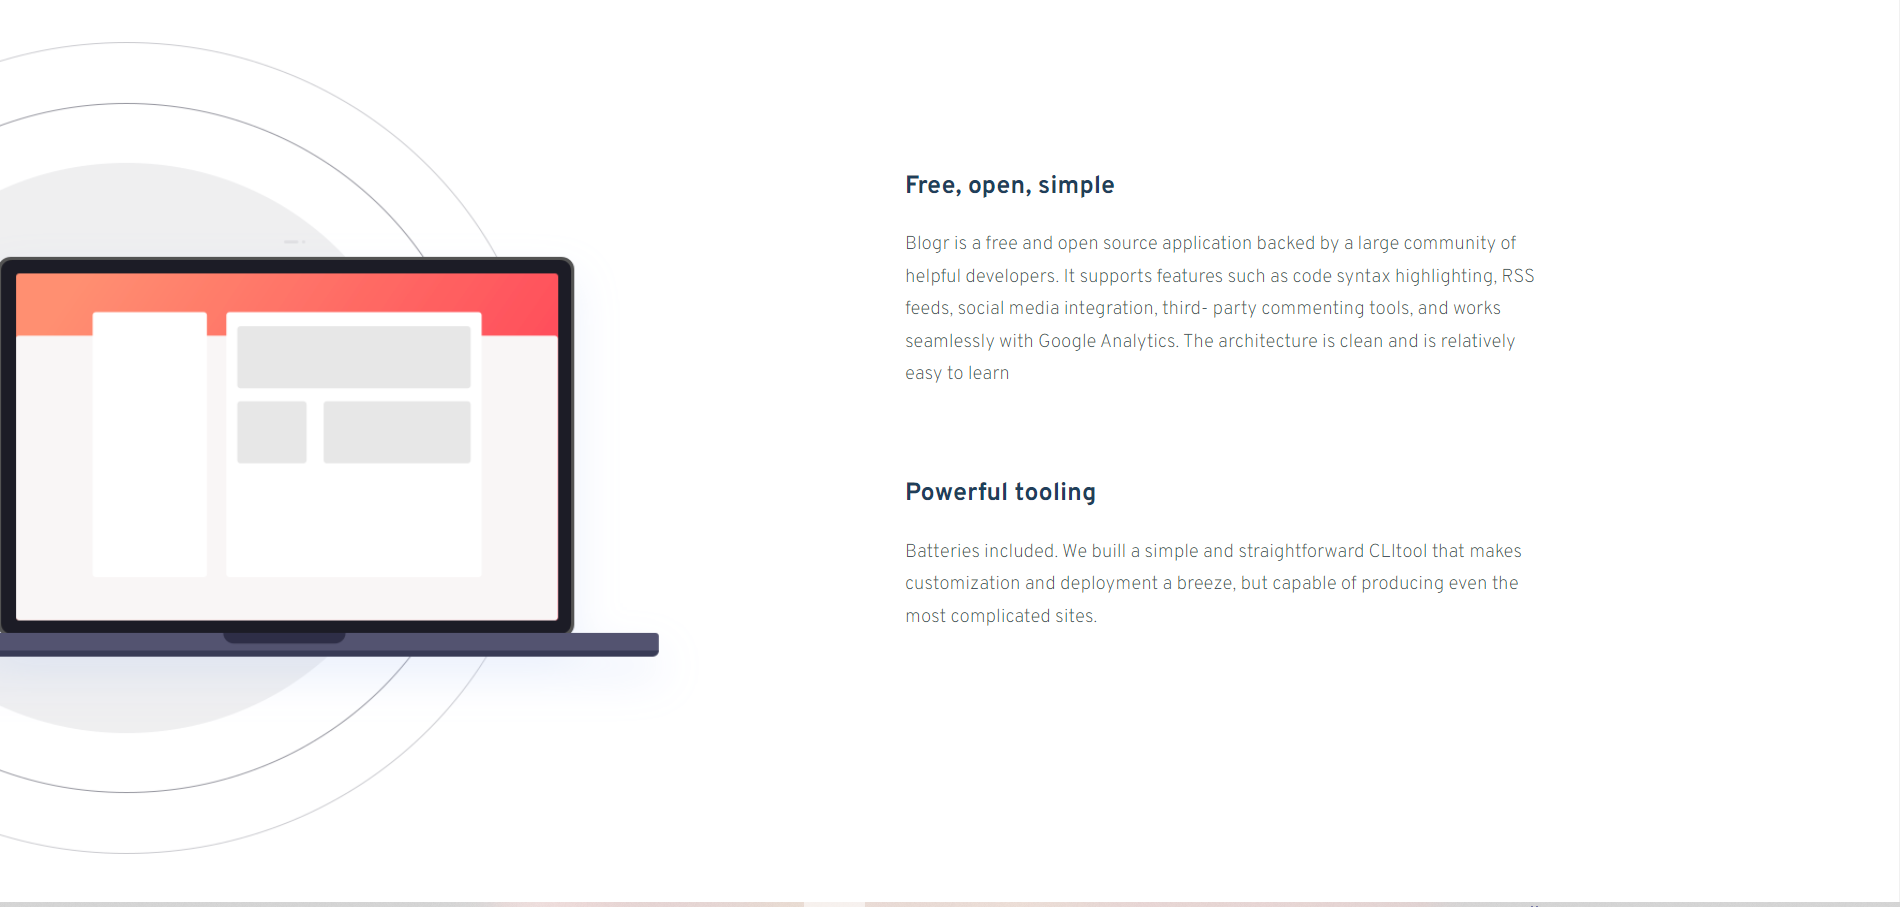 Free, open, simple
Blogr is a free and open source application backed by a large community of
helpful developers. It supports features such as code syntax highlighting, RSS
feeds, social media integration, third- party commenting tools, and works
seamlessly with Google Analytics. The architecture is clean and is relatively
easy to learn
Powerful tooling
Batteries included. We buill a simple and straightforward CLItool that makes
customization and deployment a breeze, but capable of producing even the
most complicated sites.